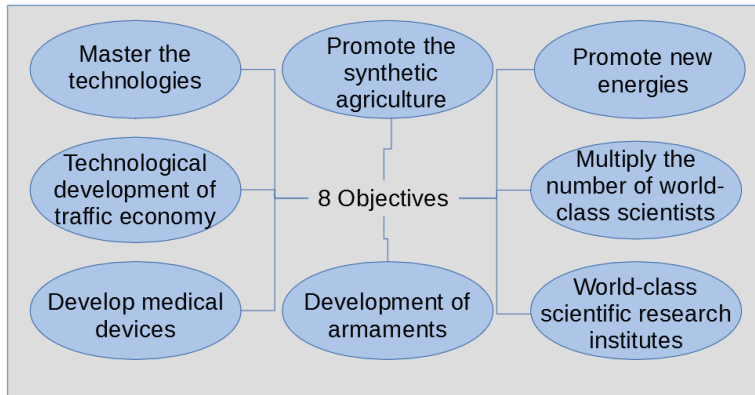 Master the
technologies
Promote the
synthetic
agriculture
Promote new
energies
Technological
development of
traffic economy
8 Objectives
Multiply the
number of world-
class scientists
Develop medical
devices
Development of
armaments
World-class
scientific research
institutes